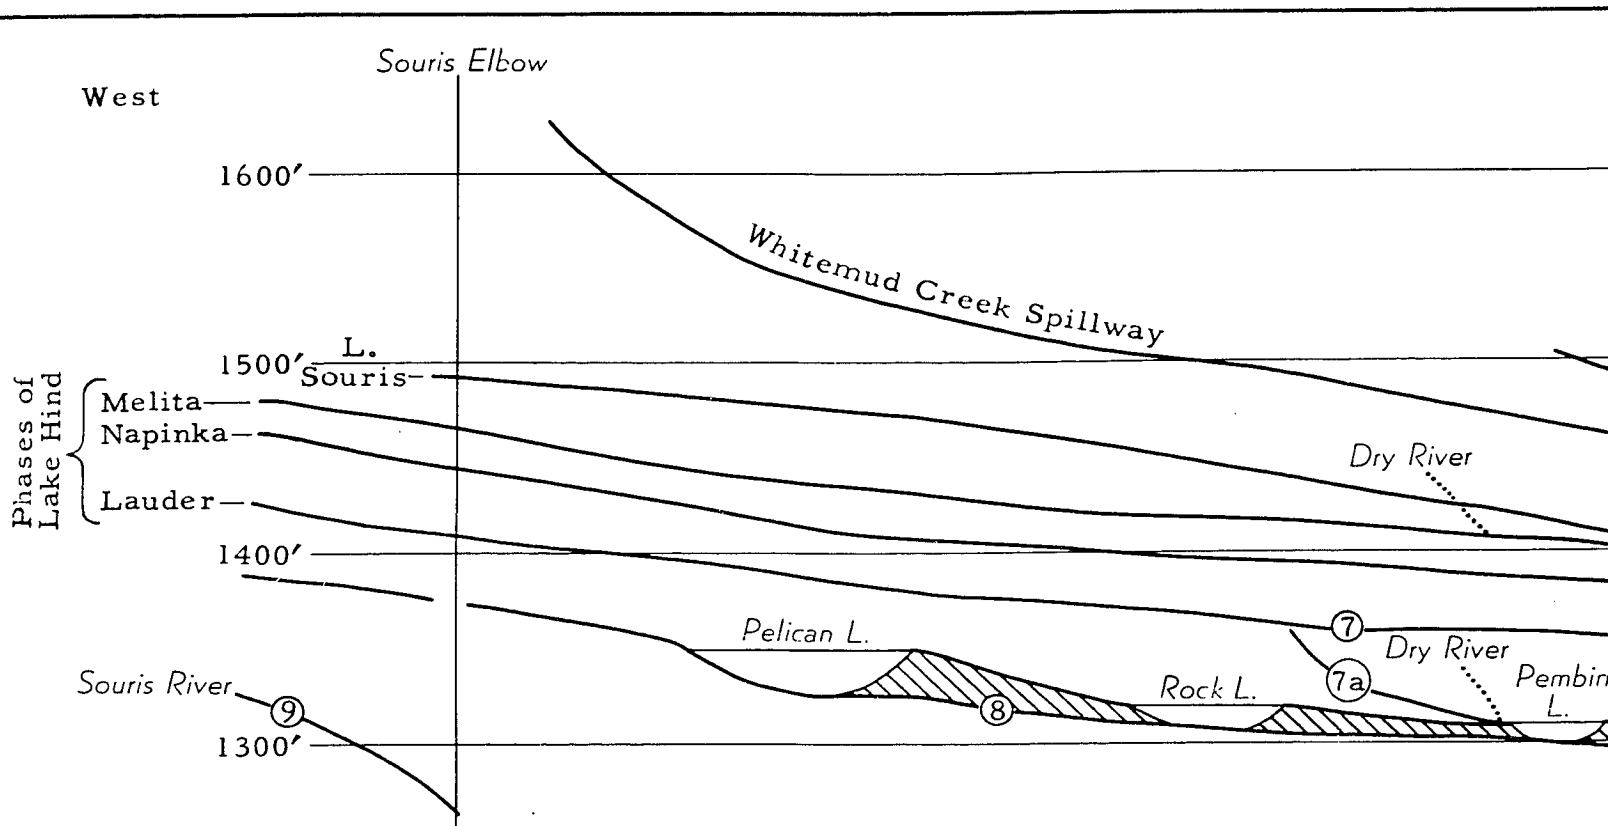 Souris Elbow
West
1600′
Whitemud Creek Spillway
1500′
L.
Souris
Phases of
Lake Hind
Melita
Napinka
Lauder
Dry River
1400′
7
Pelican L.
Dry River
7a
Rock L.
Pembin
L.
Souris River
9
8
1300′